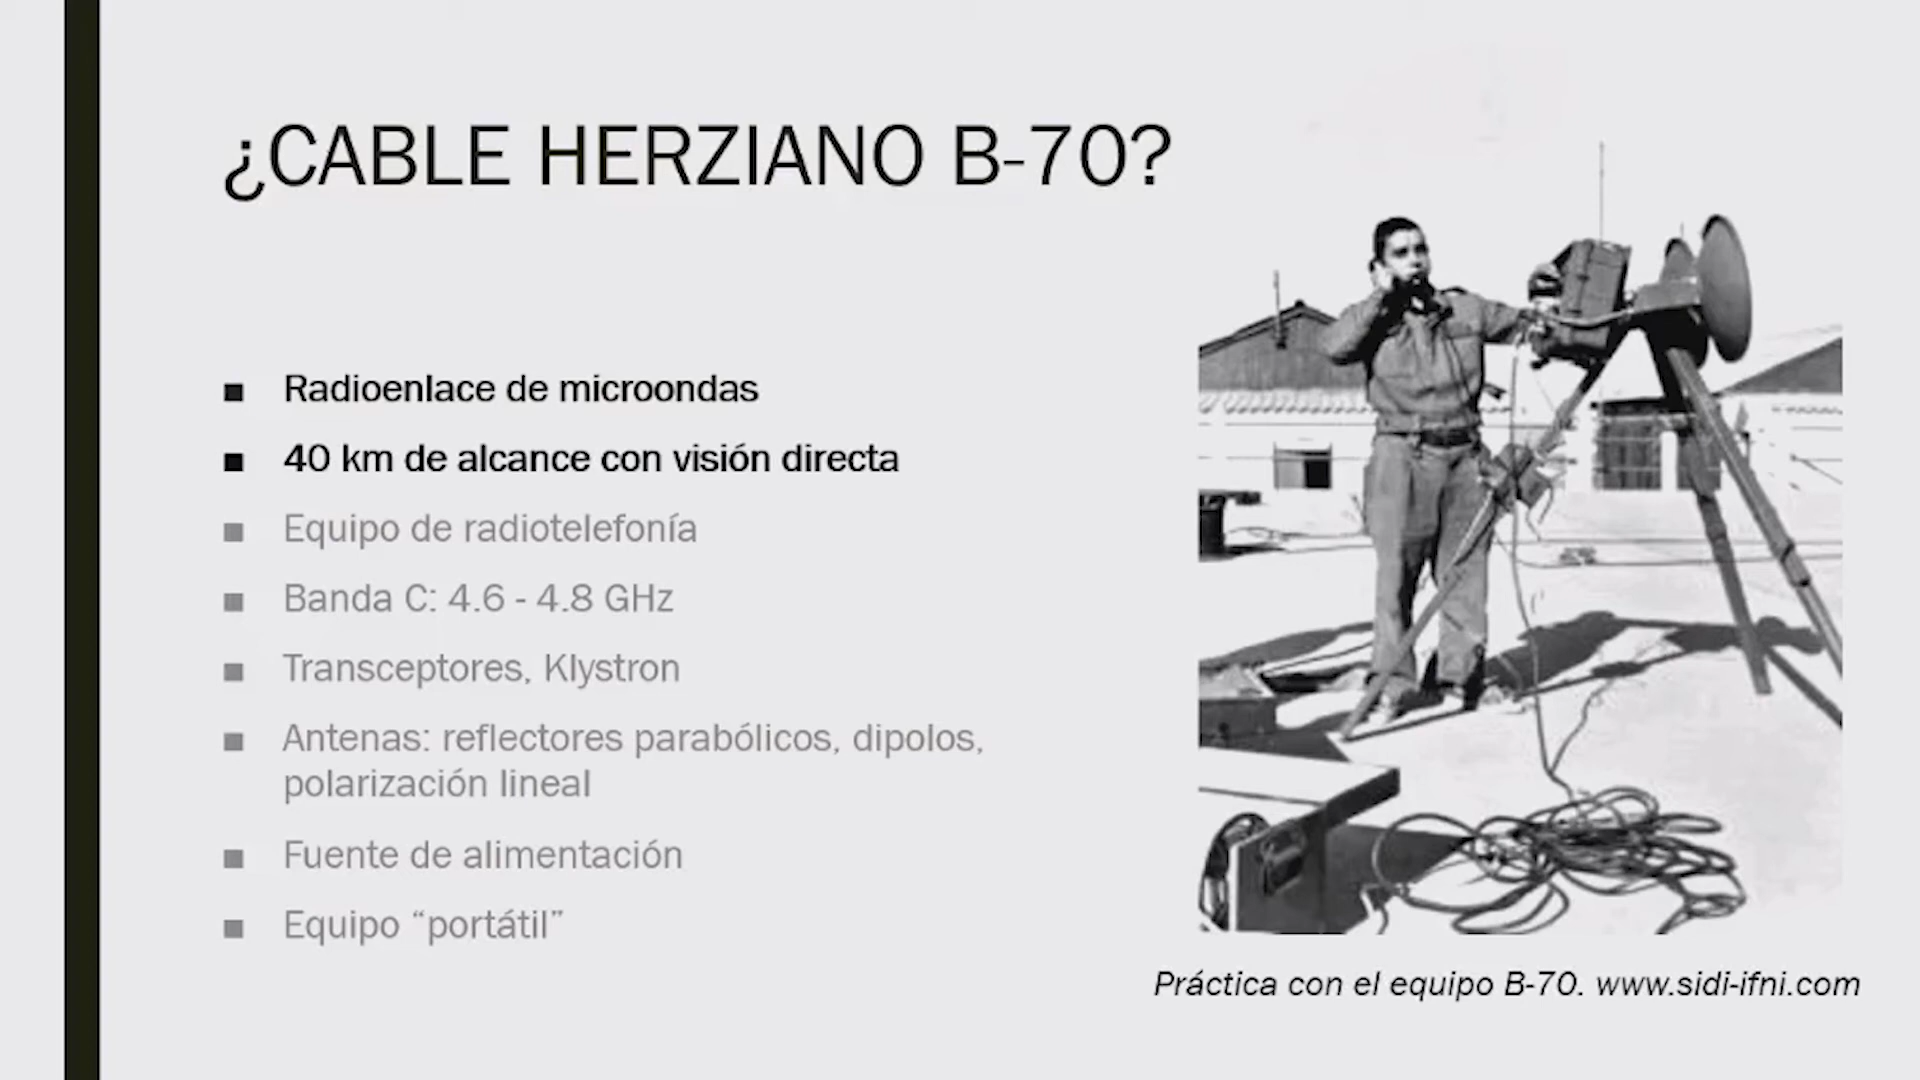 ¿CABLE HERZIANO B-70?
■ Radioenlace de microondas
■ 40 km de alcance con visión directa
■ Equipo de radiotelefonía
■ Banda C: 4.6 - 4.8 GHz
■ Transceptores, Klystron
■ Antenas: reflectores parabólicos, dipolos,
polarización lineal
■ Fuente de alimentación
■ Equipo “portátil”
Práctica con el equipo B-70. www.sidi-ifni.com